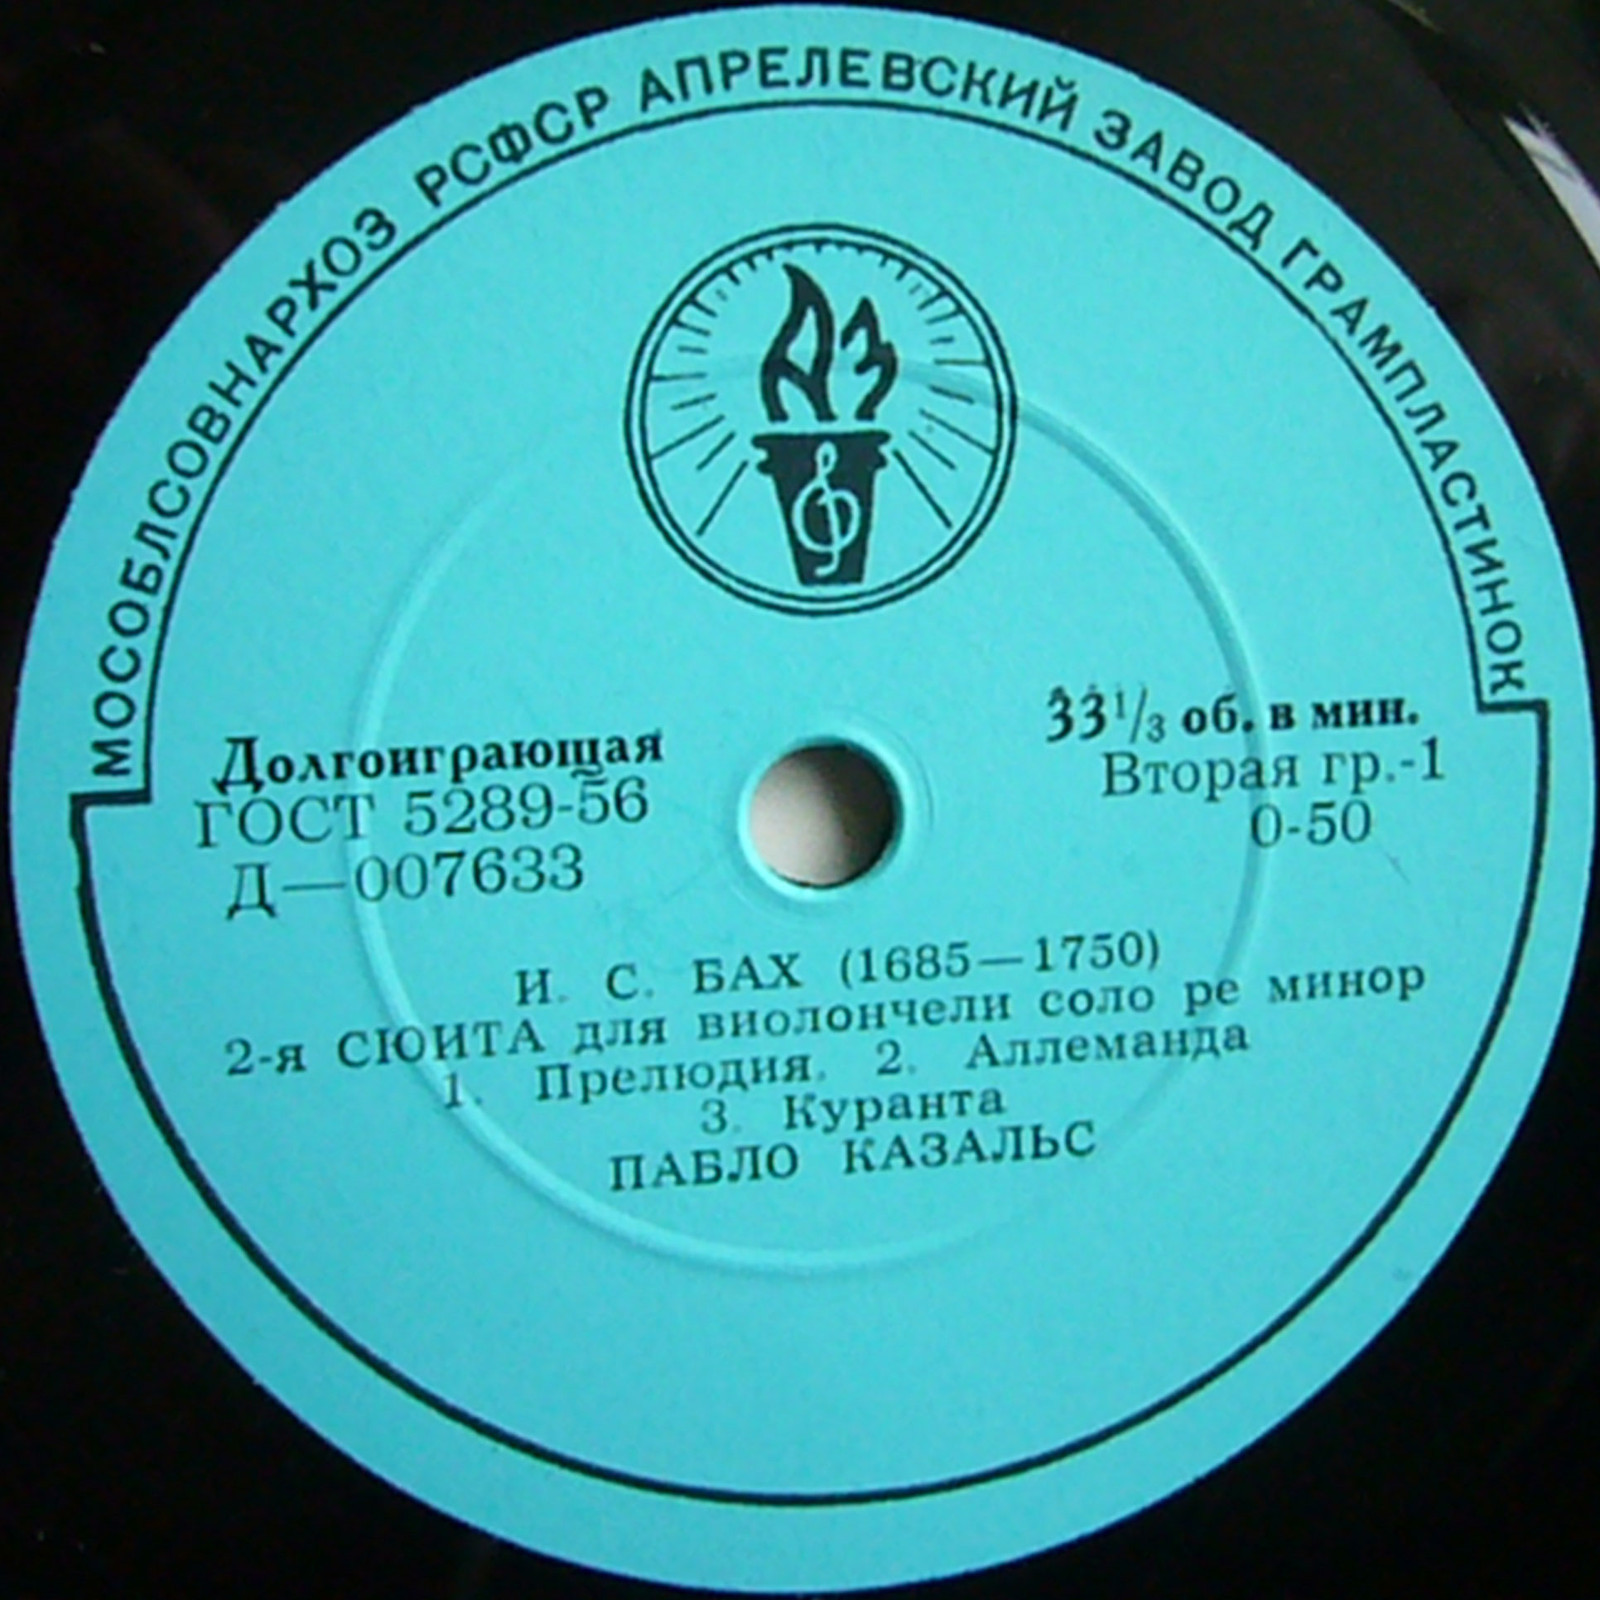 МОСОБЛСОВНАРХОЗ РСФСР АПРЕЛЕВСКИЙ ЗАВОД ГРАМПЛАСТИНОК
АЗ
Ф
Долгоиграющая
ГОСТ 5289-56
Д—007633
33 1/3 об. в мин.
Вторая гр.-1
0-50
И. С. БАХ (1685—1750)
2-я СЮИТА для виолончели соло ре минор
1. Прелюдия. 2. Аллеманда
3. Куранта
ПАБЛО КАЗАЛЬС